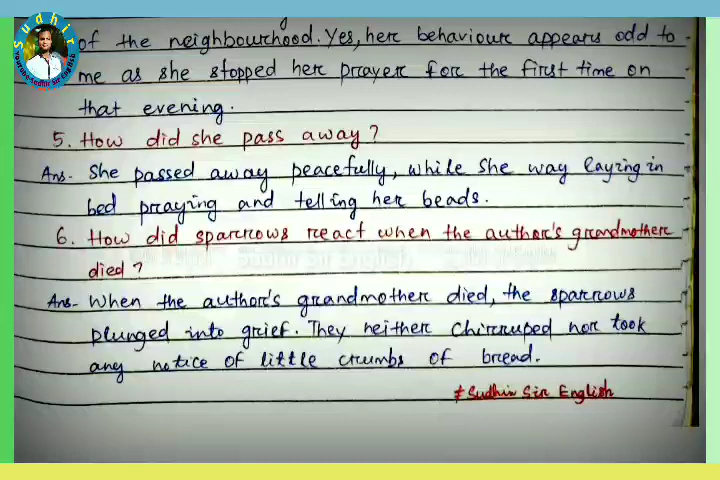 Sudhir
of the neighbourhood. Yes, her behaviour appears odd to
me as she stopped her prayer for the first time on
that evening.
5. How did she pass away?
Ans- She passed away peacefully, while she way layzing in
bed praying and telling her beads.
6. How did sparrows react when the author's grandmother
died?
Ans- When the author's grandmother died, the sparrows
plunged into grief. They neither chirruped nor took
any notice of little crumbs of bread.
Sudhir Sir English